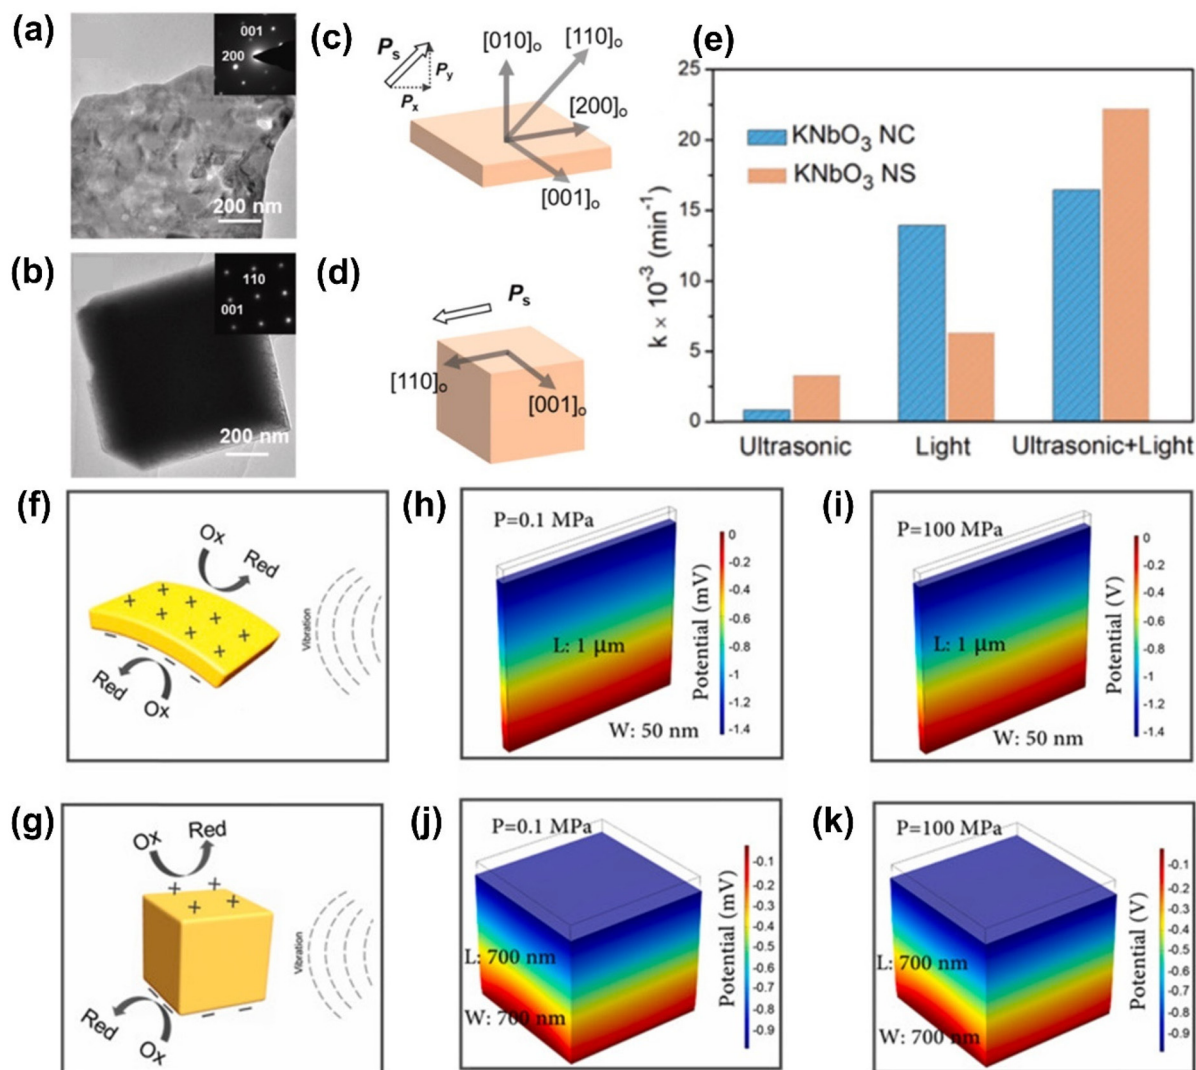 (a)
001
200
200 nm
(b)
110
001
200 nm
(c)
Ps
Py
Px
[010]o
[110]o
[200]o
[001]o
(d)
Ps
[110]o
[001]o
(e)
25
20
15
10
5
0
k × 10⁻³ (min⁻¹)
KNbO₃ NC
KNbO₃ NS
Ultrasonic
Light
Ultrasonic+Light
(f)
Ox
Red
+ + + + + + + +
Vibration
Red
Ox
(h)
P=0.1 MPa
L: 1 μm
W: 50 nm
Potential (mV)
0
-0.2
-0.4
-0.6
-0.8
-1
-1.2
-1.4
(i)
P=100 MPa
L: 1 μm
W: 50 nm
Potential (V)
0
-0.2
-0.4
-0.6
-0.8
-1
-1.2
-1.4
(g)
Ox
Red
+ + + +
Vibration
Red
Ox
(j)
P=0.1 MPa
L: 700 nm
W: 700 nm
Potential (mV)
-0.1
-0.2
-0.3
-0.4
-0.5
-0.6
-0.7
-0.8
-0.9
(k)
P=100 MPa
L: 700 nm
W: 700 nm
Potential (V)
-0.1
-0.2
-0.3
-0.4
-0.5
-0.6
-0.7
-0.8
-0.9